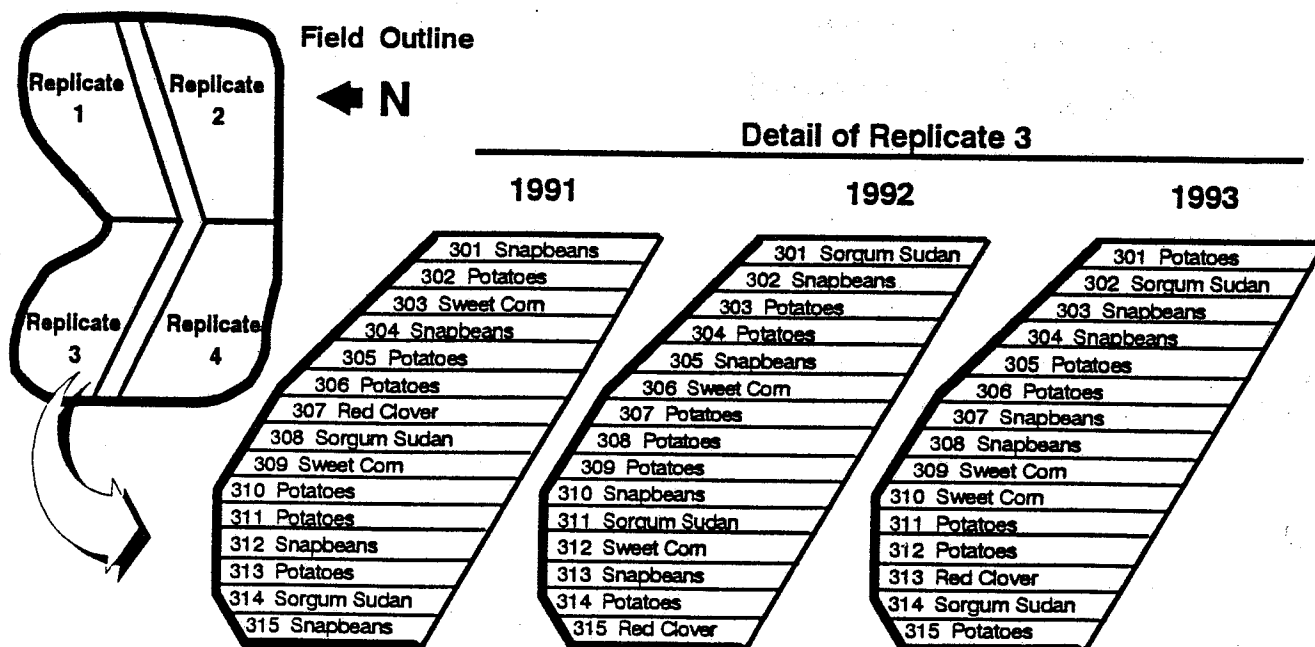 Field Outline
Replicate
1
Replicate
2
N
Replicate
3
Replicate
4
Detail of Replicate 3
1991
301 Snapbeans
302 Potatoes
303 Sweet Corn
304 Snapbeans
305 Potatoes
306 Potatoes
307 Red Clover
308 Sorgum Sudan
309 Sweet Corn
310 Potatoes
311 Potatoes
312 Snapbeans
313 Potatoes
314 Sorgum Sudan
315 Snapbeans
1992
301 Sorgum Sudan
302 Snapbeans
303 Potatoes
304 Potatoes
305 Snapbeans
306 Sweet Corn
307 Potatoes
308 Potatoes
309 Potatoes
310 Snapbeans
311 Sorgum Sudan
312 Sweet Corn
313 Snapbeans
314 Potatoes
315 Red Clover
1993
301 Potatoes
302 Sorgum Sudan
303 Snapbeans
304 Snapbeans
305 Potatoes
306 Potatoes
307 Snapbeans
308 Snapbeans
309 Sweet Corn
310 Sweet Corn
311 Potatoes
312 Potatoes
313 Red Clover
314 Sorgum Sudan
315 Potatoes